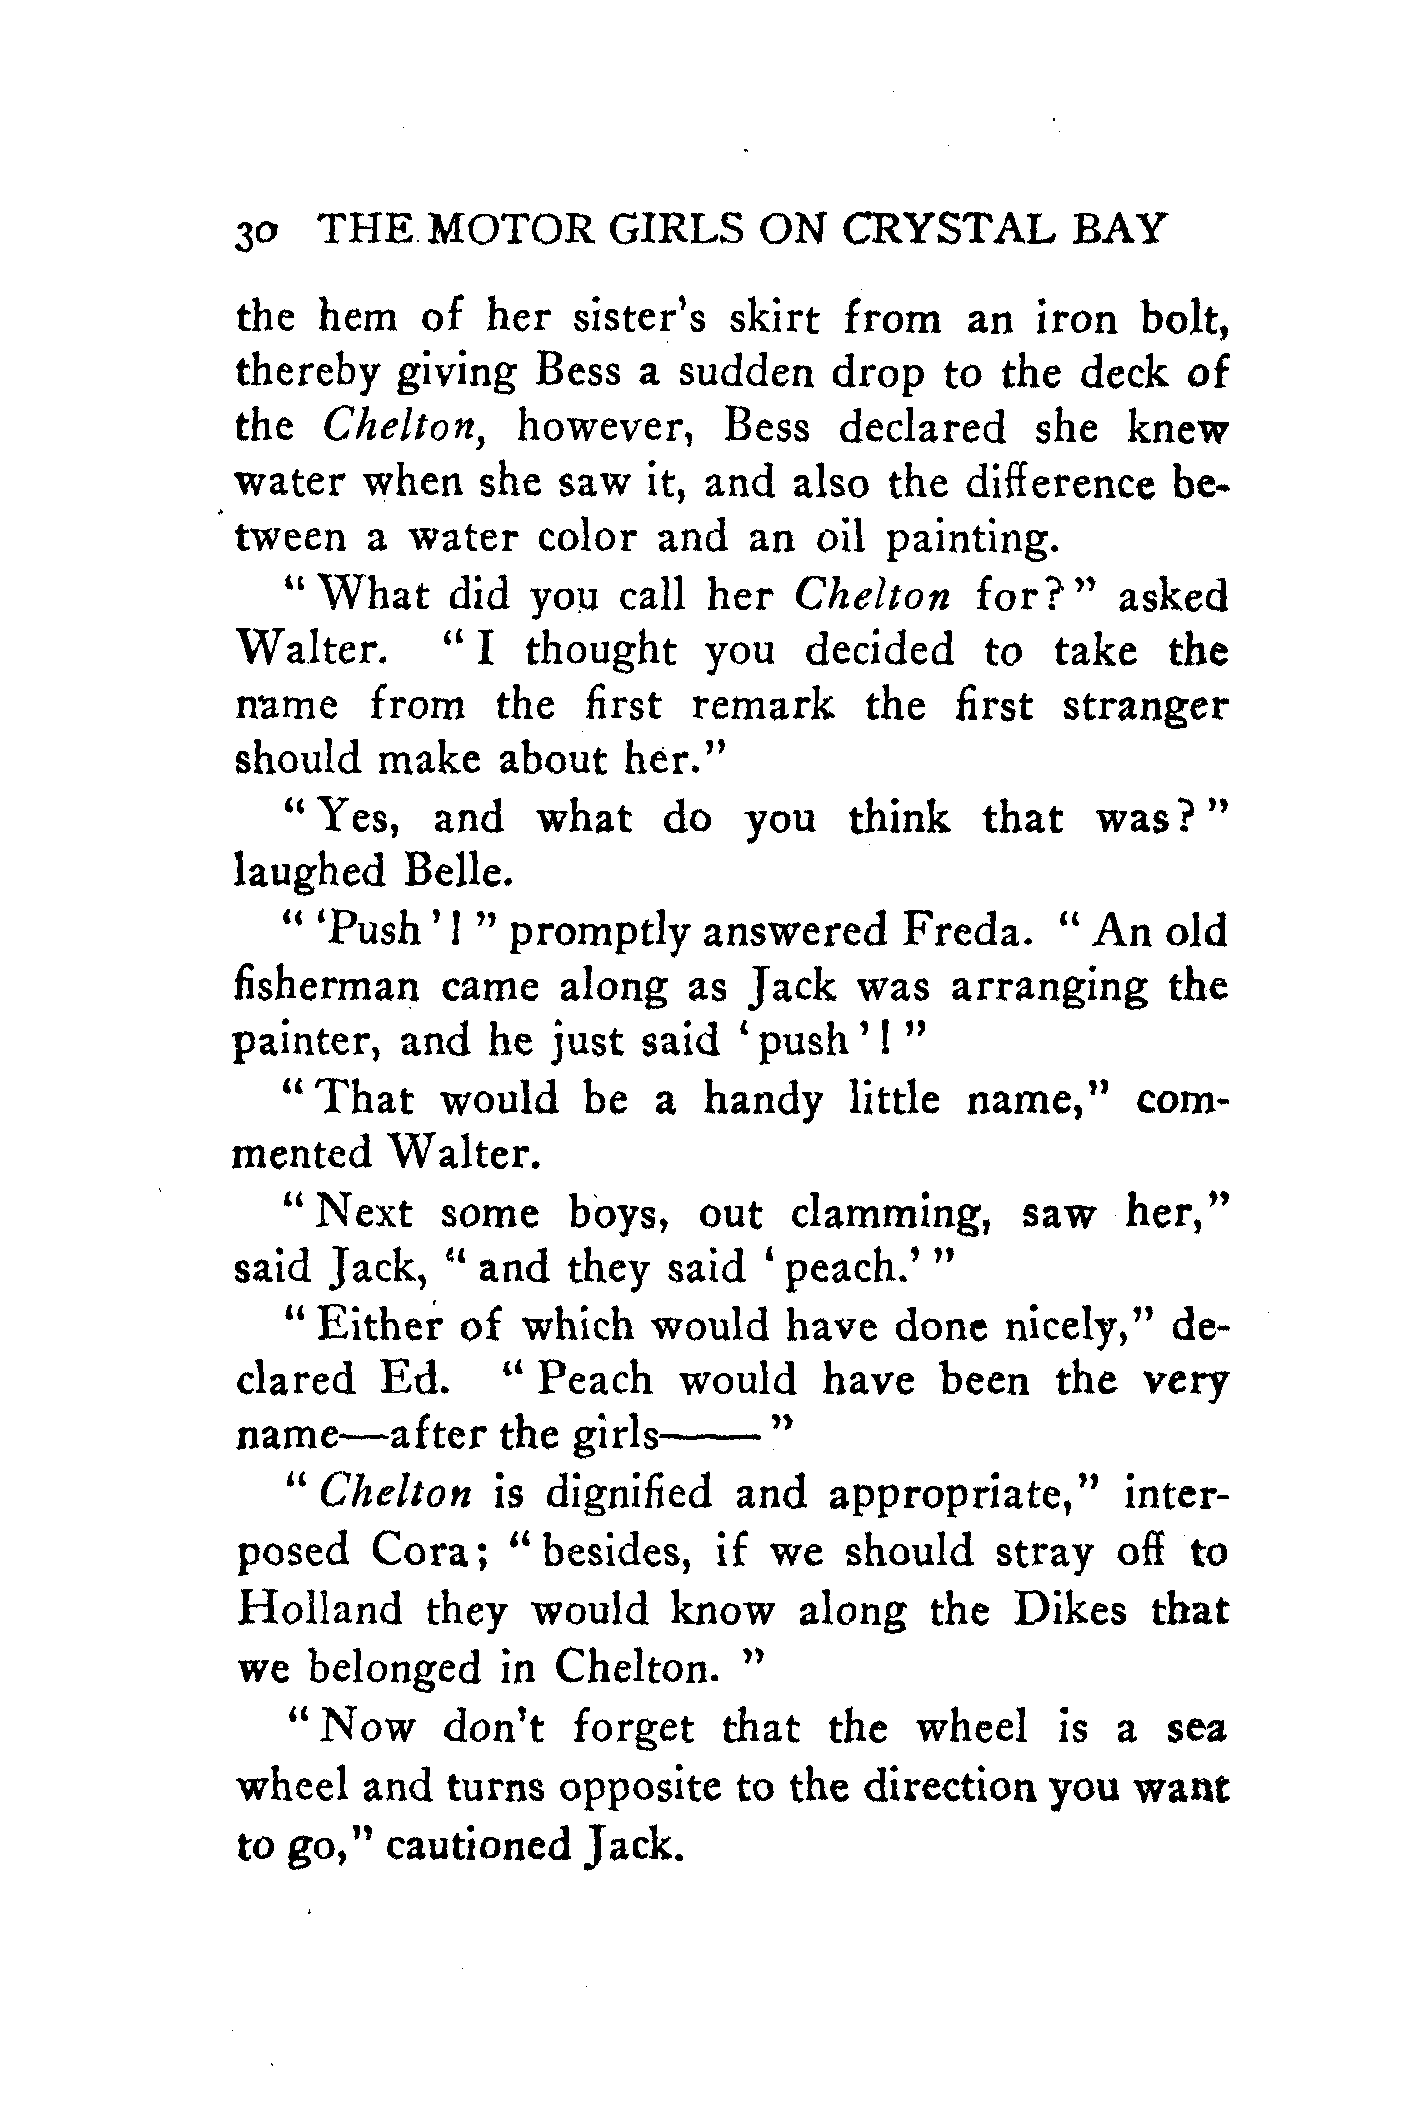 30 THE MOTOR GIRLS ON CRYSTAL BAY
the hem of her sister's skirt from an iron bolt,
thereby giving Bess a sudden drop to the deck of
the Chelton, however, Bess declared she knew
water when she saw it, and also the difference be-
tween a water color and an oil painting.
" What did you call her Chelton for? " asked
Walter. " I thought you decided to take the
name from the first remark the first stranger
should make about her."
" Yes, and what do you think that was? "
laughed Belle.
" 'Push '! " promptly answered Freda. " An old
fisherman came along as Jack was arranging the
painter, and he just said ' push '! "
" That would be a handy little name," com-
mented Walter.
" Next some boys, out clamming, saw her,"
said Jack, " and they said ' peach.' "
" Either of which would have done nicely," de-
clared Ed. " Peach would have been the very
name—after the girls—— "
" Chelton is dignified and appropriate," inter-
posed Cora; " besides, if we should stray off to
Holland they would know along the Dikes that
we belonged in Chelton. "
" Now don't forget that the wheel is a sea
wheel and turns opposite to the direction you want
to go," cautioned Jack.